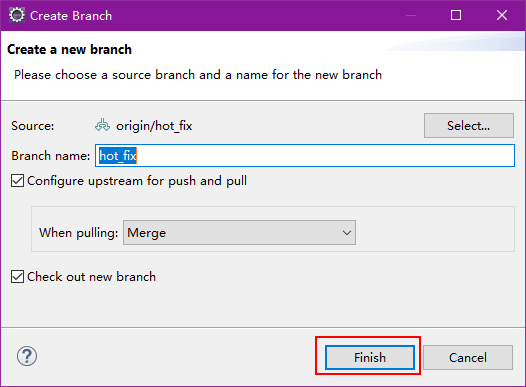 Create Branch
Create a new branch
Please choose a source branch and a name for the new branch
Source: origin/hot_fix Select...
Branch name: hot_fix
Configure upstream for push and pull
When pulling: Merge
Check out new branch
? Finish Cancel